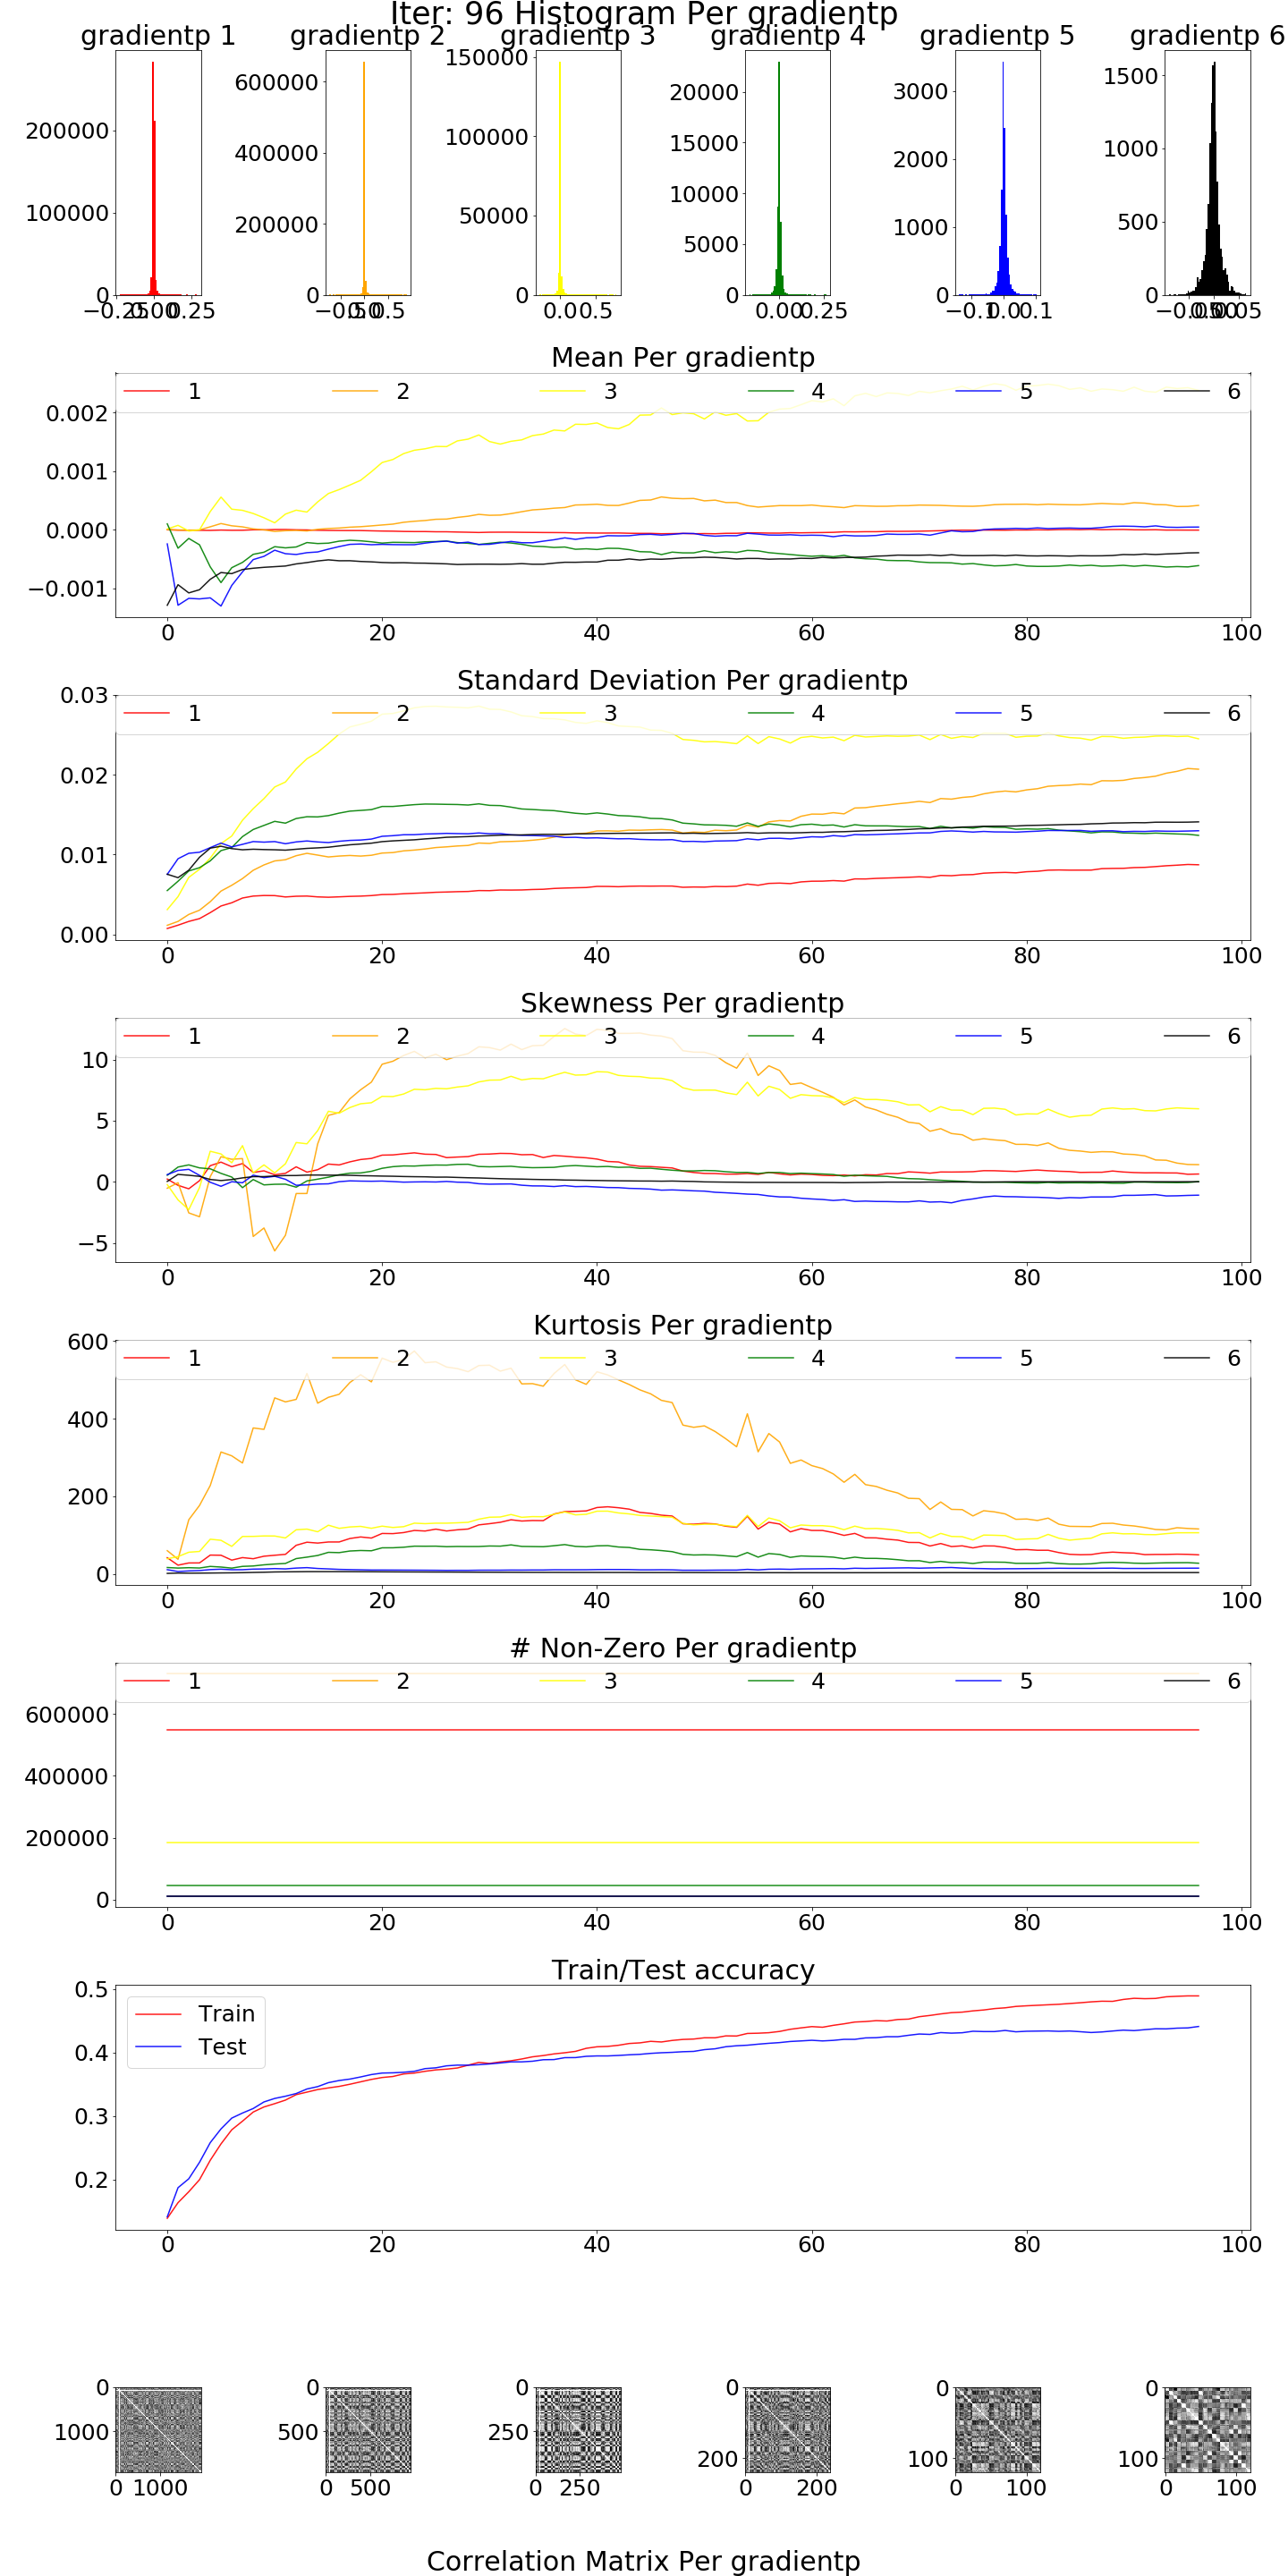 Iter: 96 Histogram Per gradientp
gradientp 1 gradientp 2 gradientp 3 gradientp 4 gradientp 5 gradientp 6
200000
100000
0
−0.25 0.00 0.25
600000
400000
200000
0
−0.5 0.0 0.5
150000
100000
50000
0
0.0 0.5
20000
15000
10000
5000
0
0.00 0.25
3000
2000
1000
0
−0.1 0.0 0.1
1500
1000
500
0
−0.05 0.00 0.05
Mean Per gradientp
1 2 3 4 5 6
0.002
0.001
0.000
−0.001
0 20 40 60 80 100
Standard Deviation Per gradientp
1 2 3 4 5 6
0.03
0.02
0.01
0.00
0 20 40 60 80 100
Skewness Per gradientp
1 2 3 4 5 6
10
5
0
−5
0 20 40 60 80 100
Kurtosis Per gradientp
1 2 3 4 5 6
600
400
200
0
0 20 40 60 80 100
# Non-Zero Per gradientp
1 2 3 4 5 6
600000
400000
200000
0
0 20 40 60 80 100
Train/Test accuracy
Train
Test
0.5
0.4
0.3
0.2
0 20 40 60 80 100
0
1000
0 1000
0
500
0 500
0
250
0 250
0
200
0 200
0
100
0 100
0
100
0 100
Correlation Matrix Per gradientp